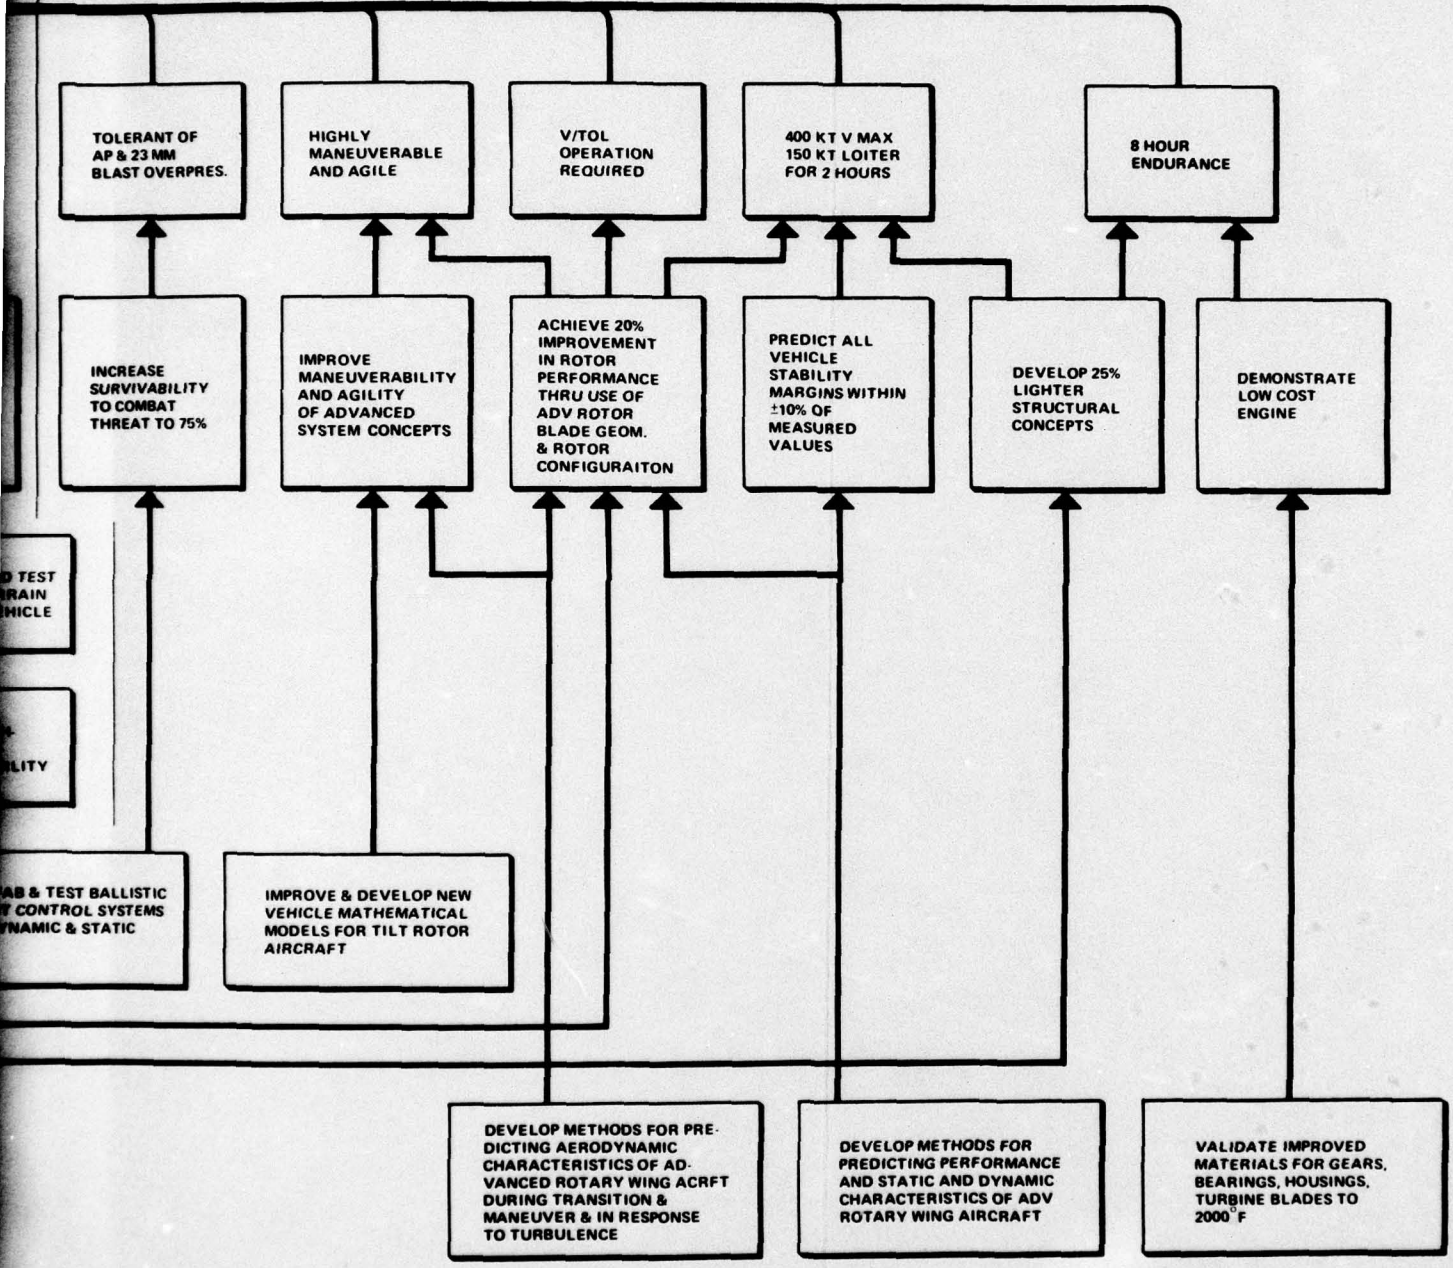 TOLERANT OF
AP & 23 MM
BLAST OVERPRES.
HIGHLY
MANEUVERABLE
AND AGILE
V/TOL
OPERATION
REQUIRED
400 KT V MAX
150 KT LOITER
FOR 2 HOURS
8 HOUR
ENDURANCE
INCREASE
SURVIVABILITY
TO COMBAT
THREAT TO 75%
IMPROVE
MANEUVERABILITY
AND AGILITY
OF ADVANCED
SYSTEM CONCEPTS
ACHIEVE 20%
IMPROVEMENT
IN ROTOR
PERFORMANCE
THRU USE OF
ADV ROTOR
BLADE GEOM.
& ROTOR
CONFIGURAITON
PREDICT ALL
VEHICLE
STABILITY
MARGINS WITHIN
±10% OF
MEASURED
VALUES
DEVELOP 25%
LIGHTER
STRUCTURAL
CONCEPTS
DEMONSTRATE
LOW COST
ENGINE
TEST
& TEST BALLISTIC
CONTROL SYSTEMS
& STATIC
IMPROVE & DEVELOP NEW
VEHICLE MATHEMATICAL
MODELS FOR TILT ROTOR
AIRCRAFT
DEVELOP METHODS FOR PRE-
DICTING AERODYNAMIC
CHARACTERISTICS OF AD-
VANCED ROTARY WING ACRFT
DURING TRANSITION &
MANEUVER & IN RESPONSE
TO TURBULENCE
DEVELOP METHODS FOR
PREDICTING PERFORMANCE
AND STATIC AND DYNAMIC
CHARACTERISTICS OF ADV
ROTARY WING AIRCRAFT
VALIDATE IMPROVED
MATERIALS FOR GEARS,
BEARINGS, HOUSINGS,
TURBINE BLADES TO
2000°F